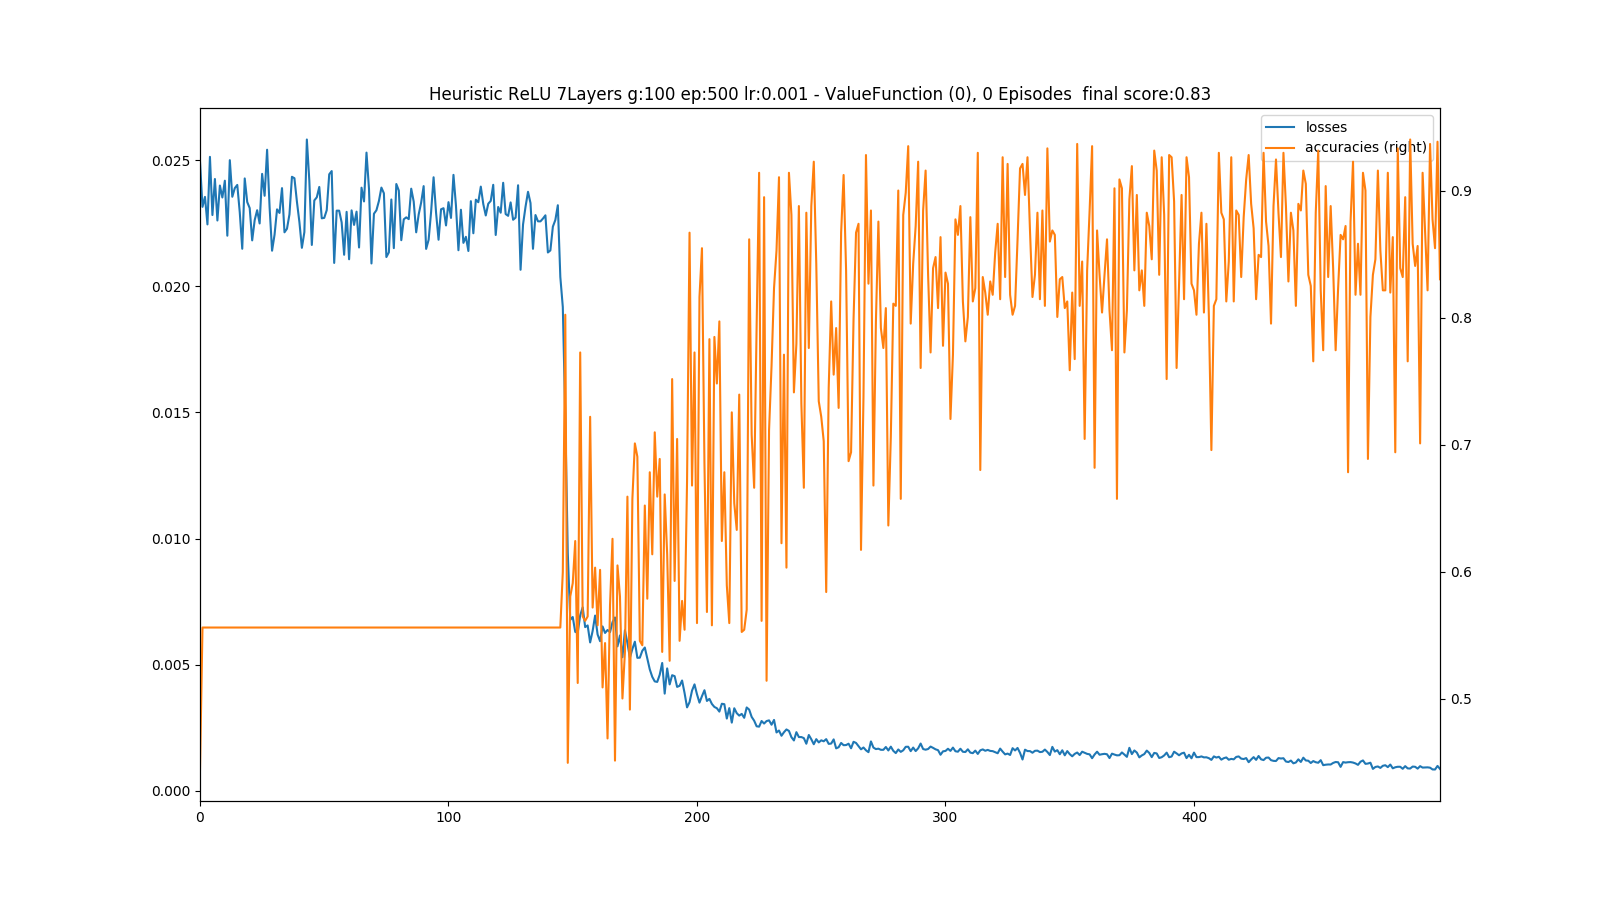 Heuristic ReLU 7Layers g:100 ep:500 lr:0.001 - ValueFunction (0), 0 Episodes  final score:0.83
losses
accuracies (right)
0.025
0.020
0.015
0.010
0.005
0.000
0.9
0.8
0.7
0.6
0.5
0 100 200 300 400